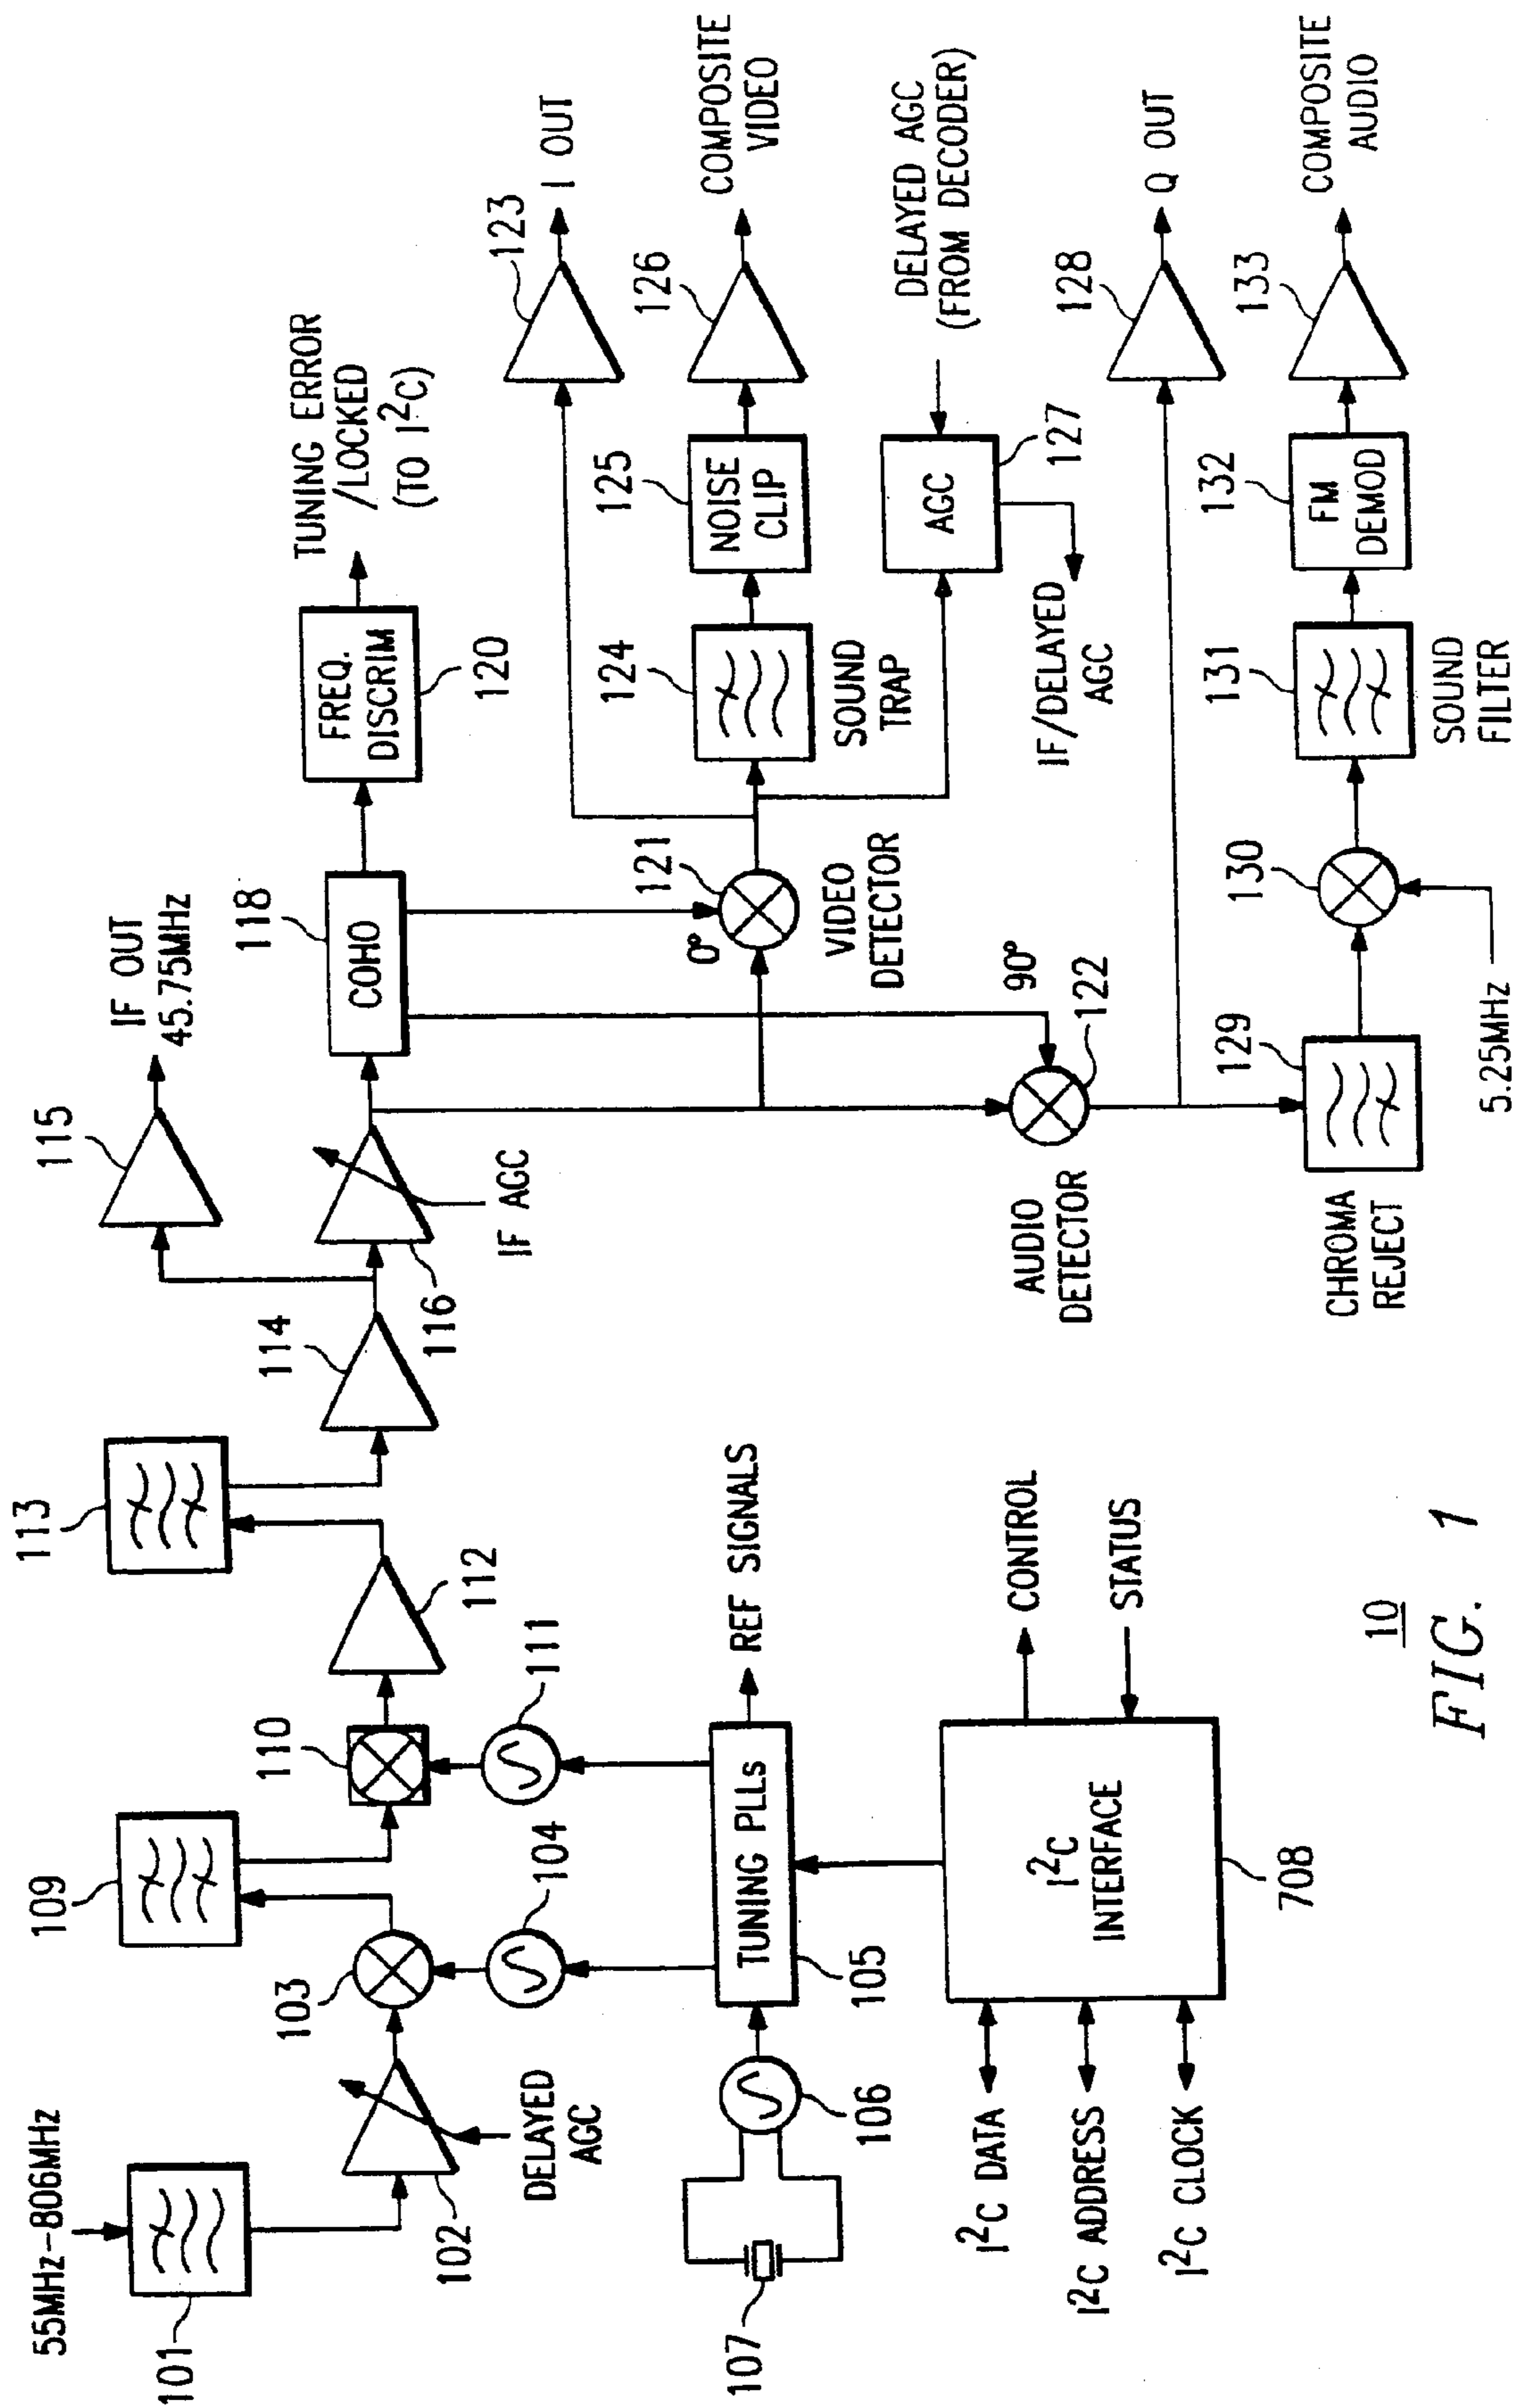 55MHz-806MHz
101
102
DELAYED
AGC
103
104
109
110
111
112
113
114
115
IF OUT
45.75MHz
116
IF AGC
118
COHO
FREQ.
DISCRIM
120
TUNING ERROR
/LOCKED
(TO I²C)
121
0°
VIDEO
DETECTOR
123
I OUT
124
SOUND
TRAP
125
NOISE
CLIP
126
COMPOSITE
VIDEO
AGC
127
DELAYED AGC
(FROM DECODER)
IF/DELAYED
AGC
90°
122
AUDIO
DETECTOR
128
Q OUT
129
CHROMA
REJECT
130
5.25MHz
131
SOUND
FILTER
132
FM
DEMOD
133
COMPOSITE
AUDIO
107
106
TUNING PLLs
105
REF SIGNALS
I²C
INTERFACE
708
CONTROL
STATUS
I²C DATA
I²C ADDRESS
I²C CLOCK
10
FIG. 1